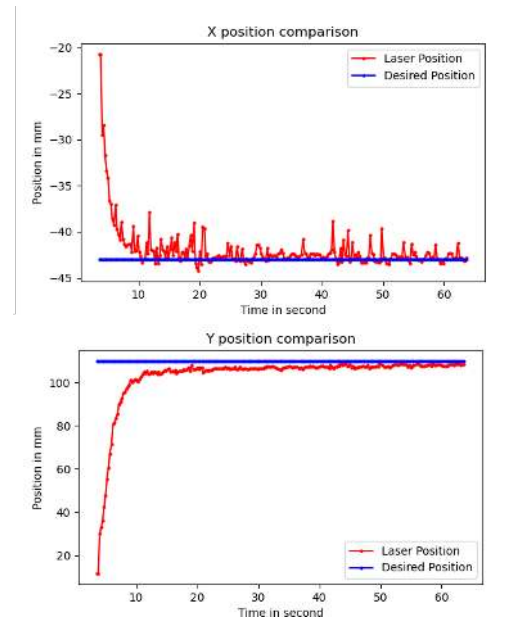 X position comparison
−20
−25
−30
−35
−40
−45
Position in mm
Laser Position
Desired Position
10 20 30 40 50 60
Time in second
Y position comparison
100
80
60
40
20
Position in mm
Laser Position
Desired Position
10 20 30 40 50 60
Time in second